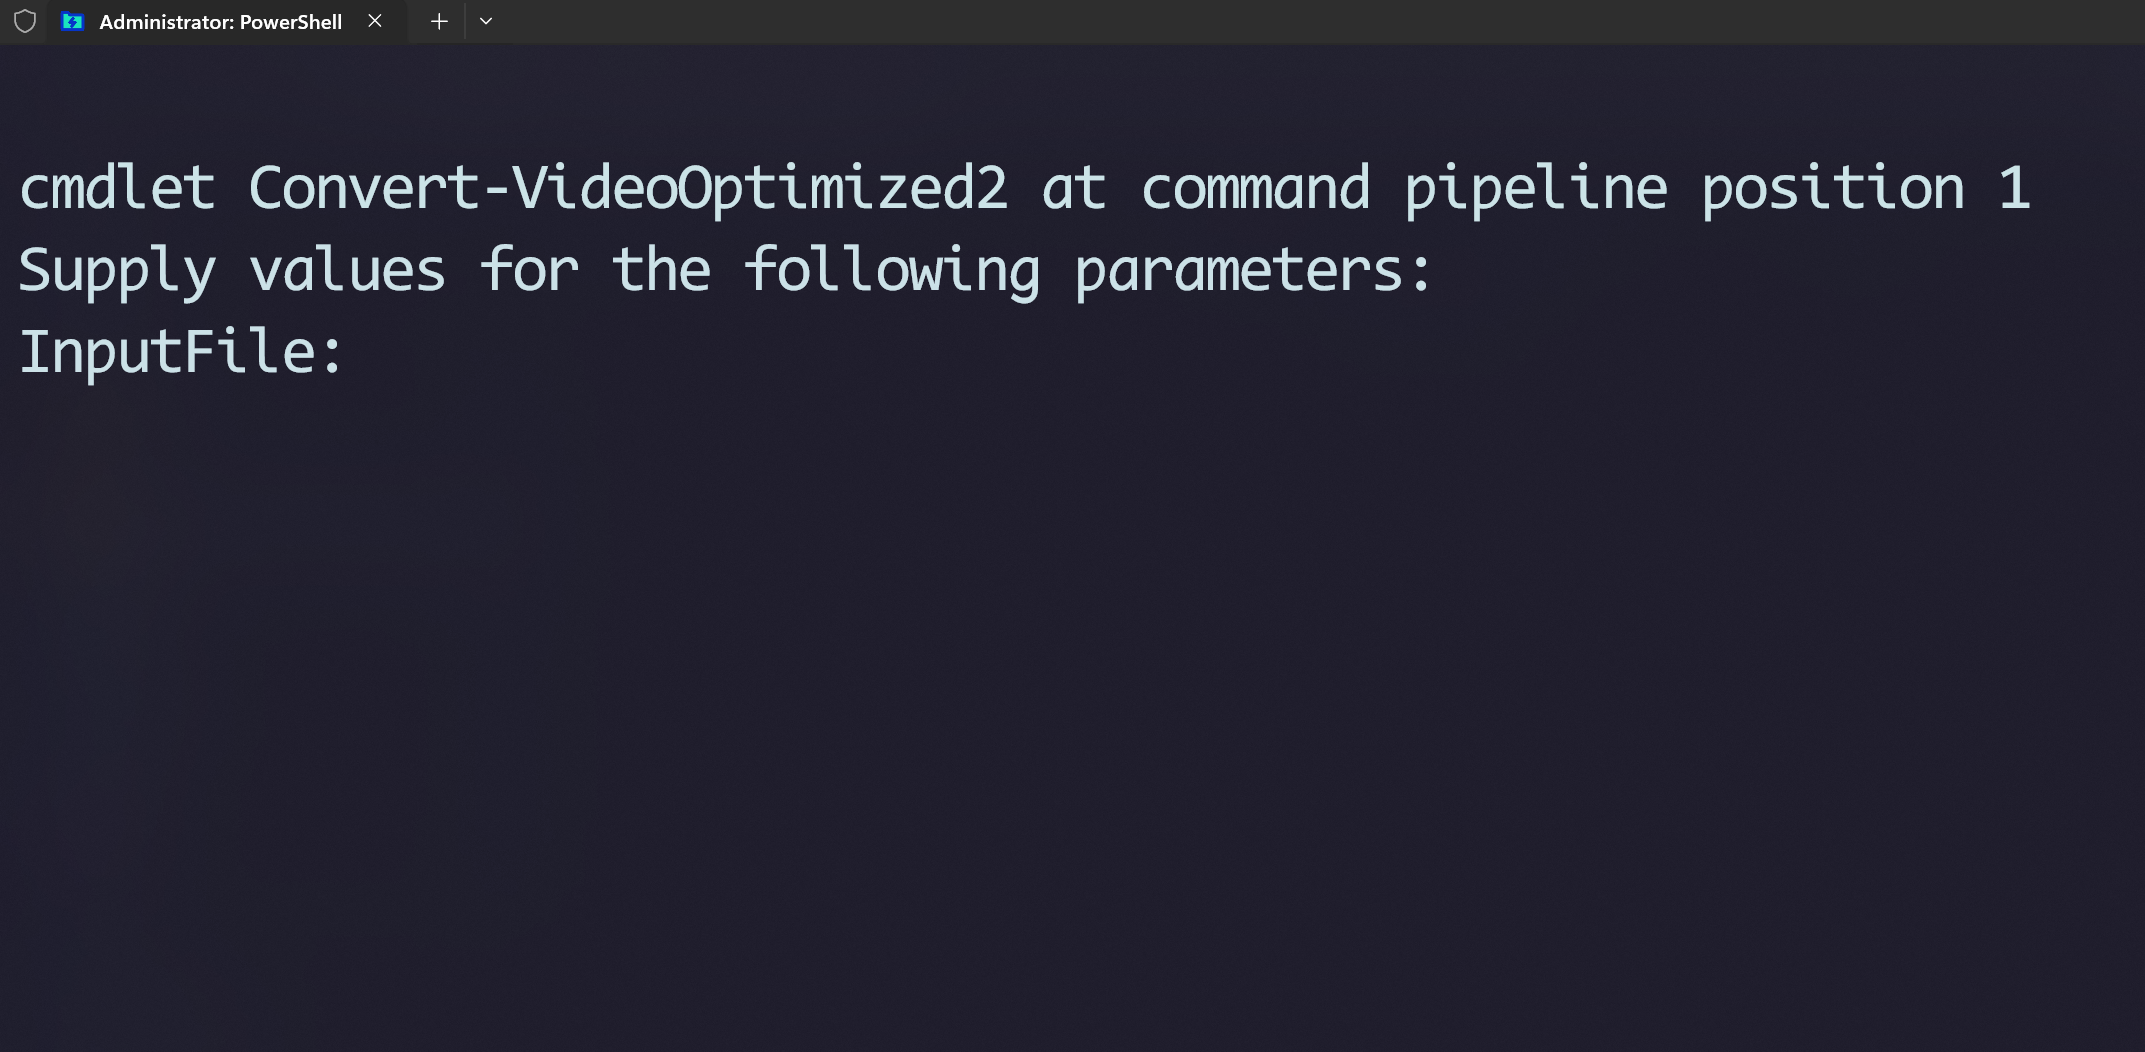 Administrator: PowerShell
cmdlet Convert-VideoOptimized2 at command pipeline position 1
Supply values for the following parameters:
InputFile: